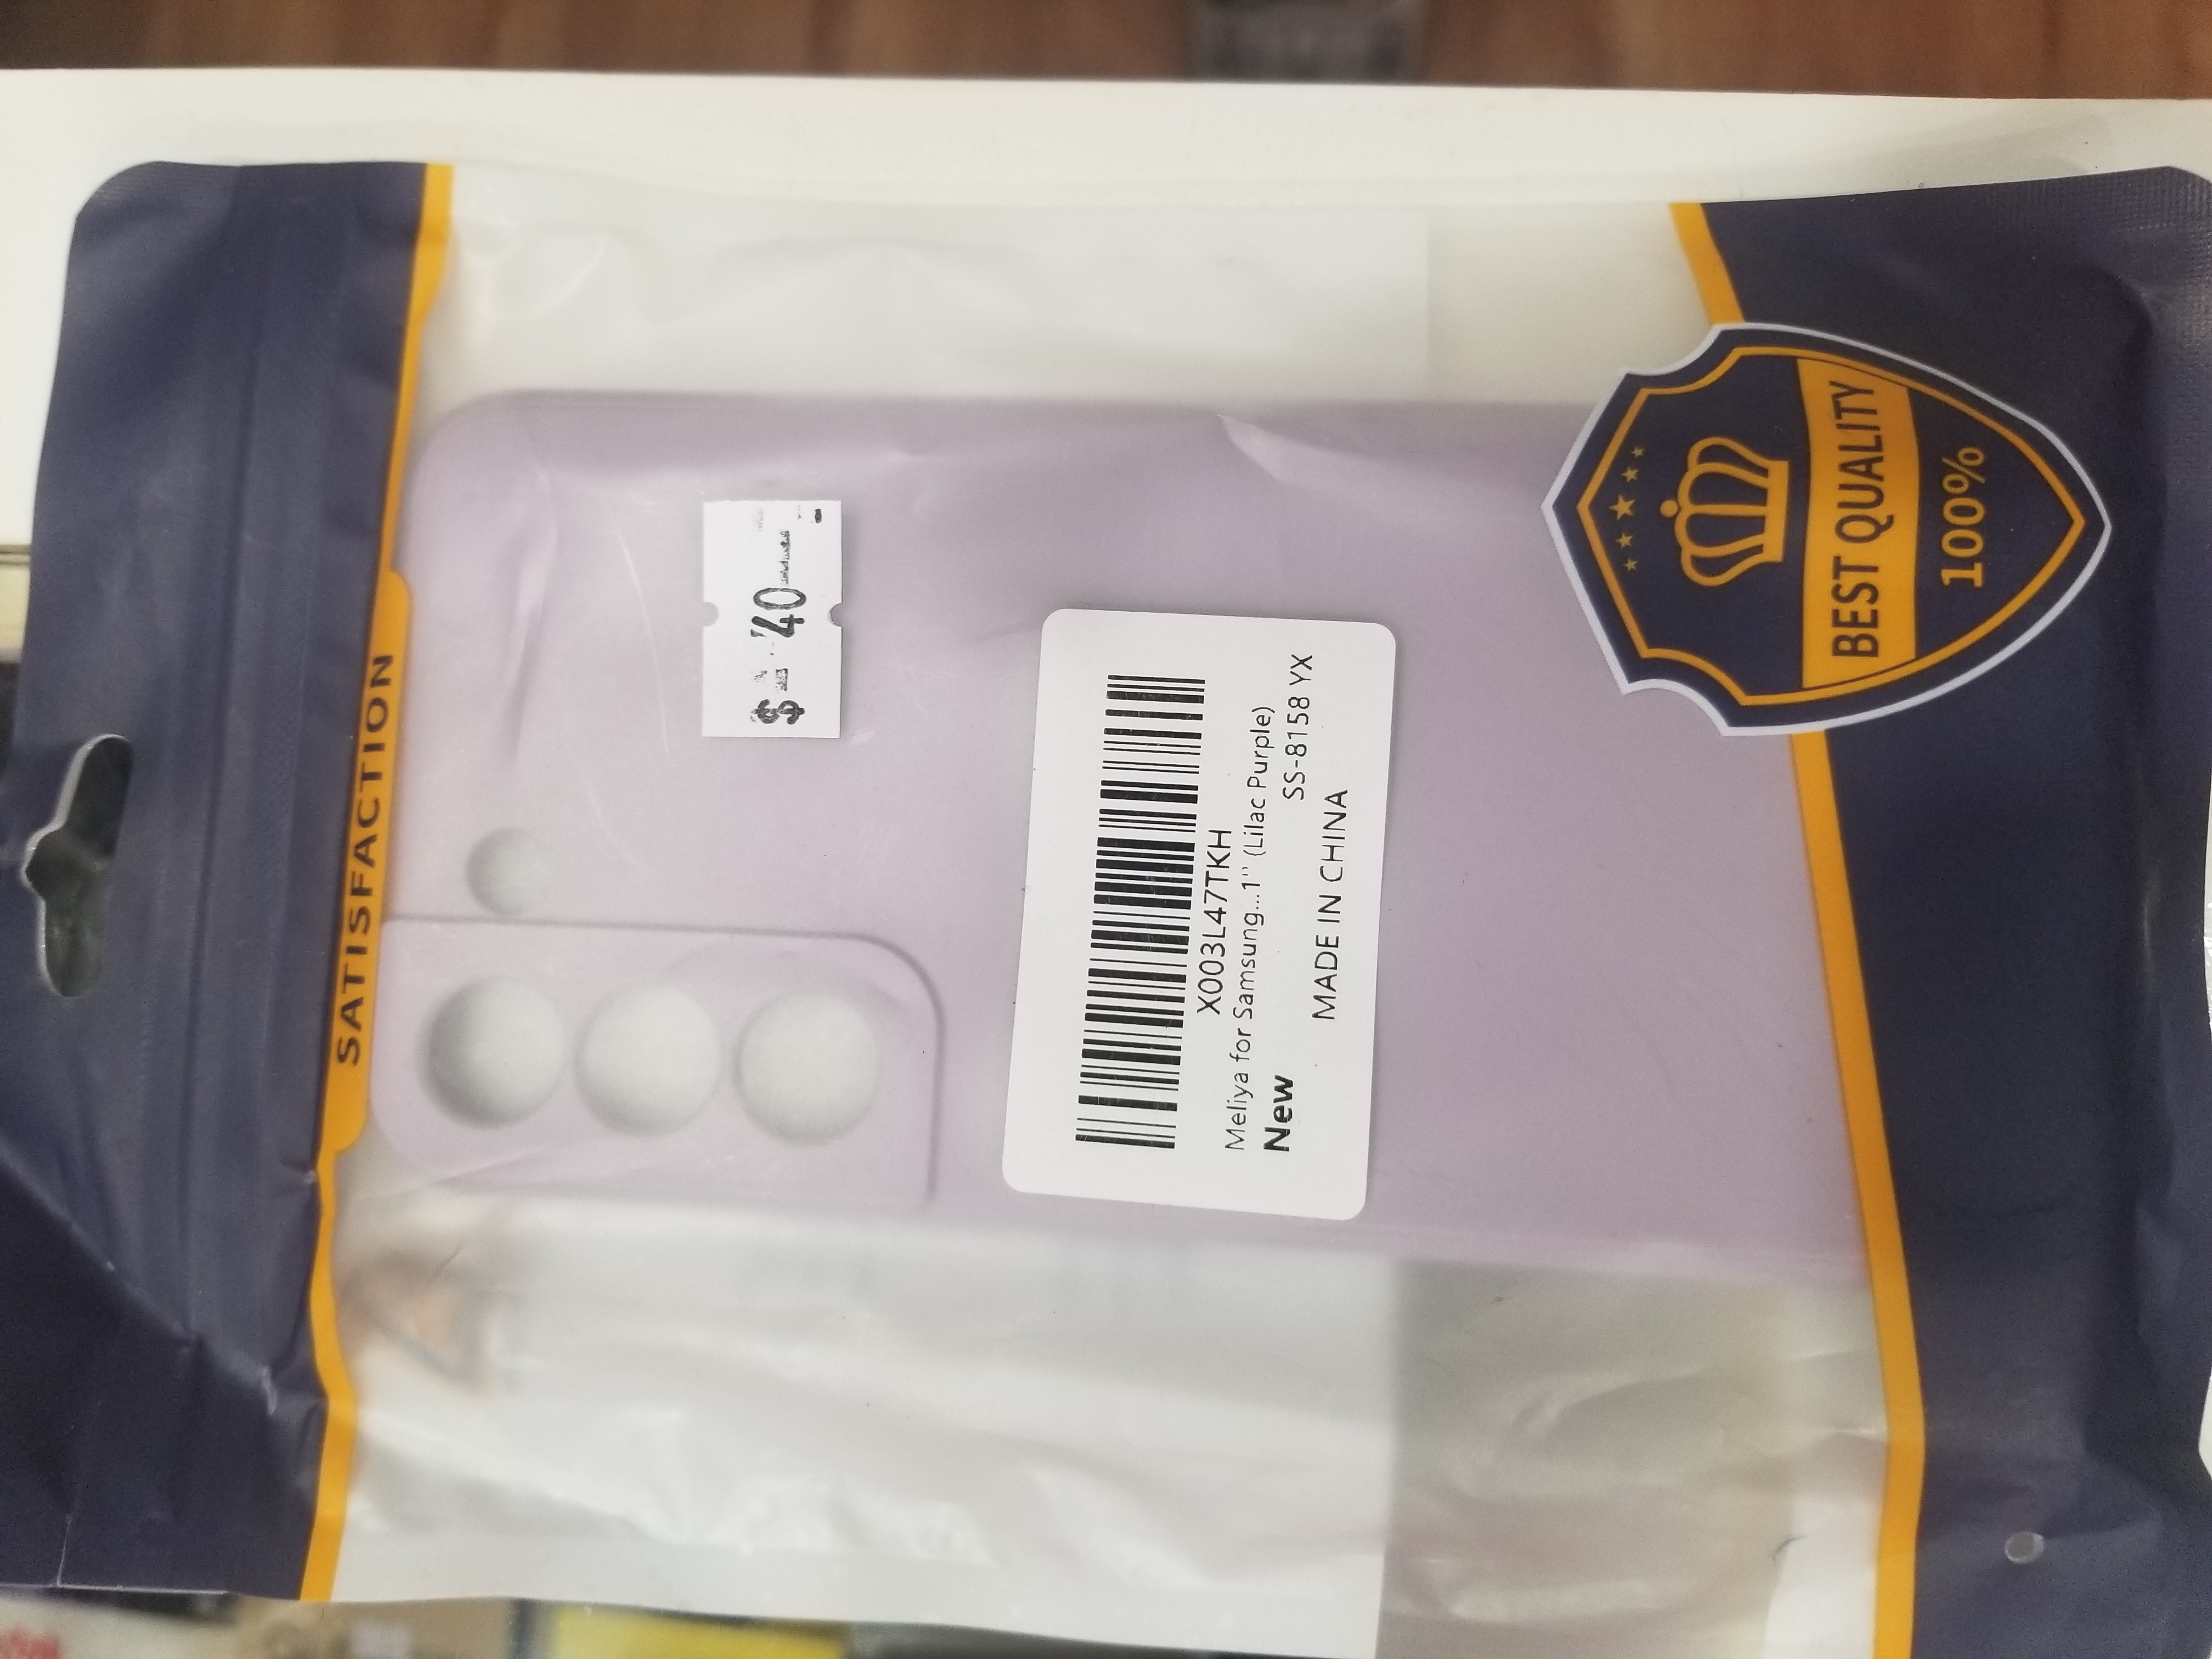 SATISFACTION
$ 40
X003L47TKH
Meliya for Samsung...1" (Lilac Purple)
New
SS-8158 YX
MADE IN CHINA
BEST QUALITY
100%